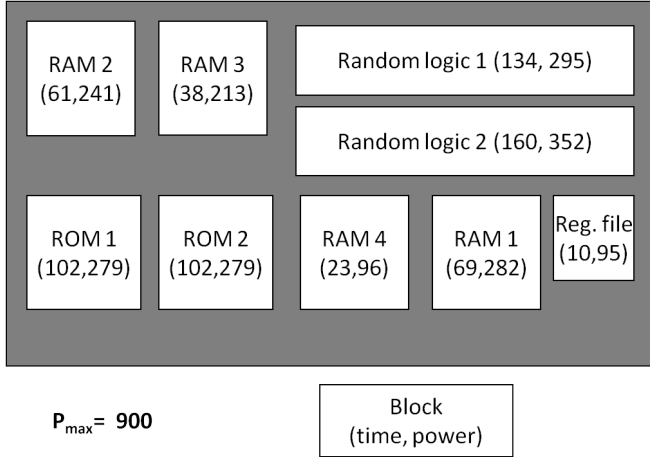 RAM 2
(61,241)
RAM 3
(38,213)
Random logic 1 (134, 295)
Random logic 2 (160, 352)
ROM 1
(102,279)
ROM 2
(102,279)
RAM 4
(23,96)
RAM 1
(69,282)
Reg. file
(10,95)
Pmax= 900
Block
(time, power)